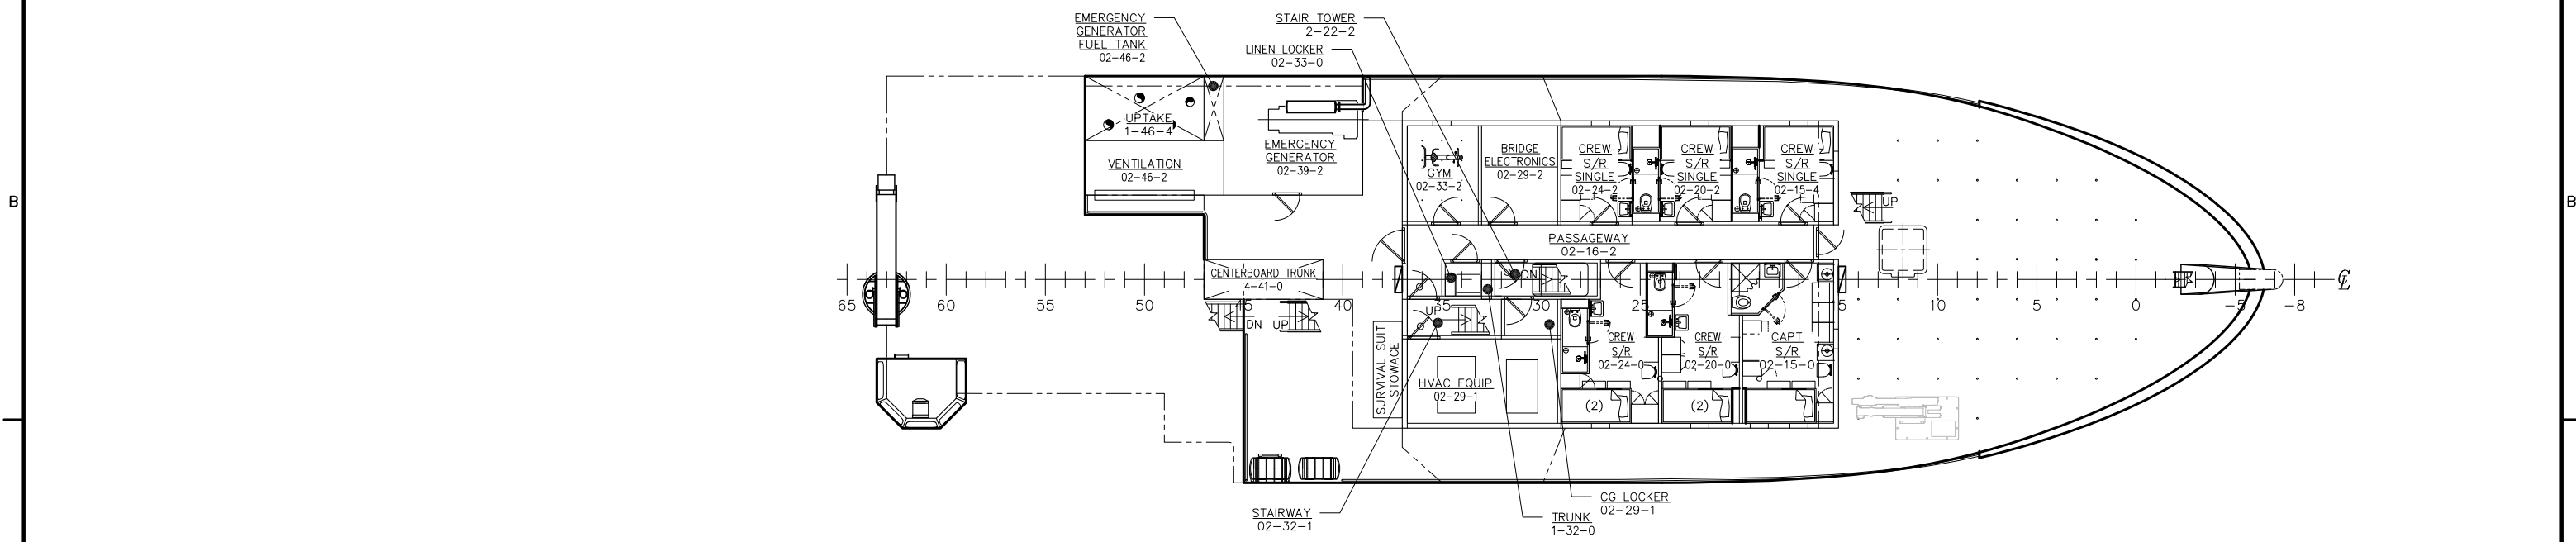 EMERGENCY
GENERATOR
FUEL TANK
02-46-2
STAIR TOWER
2-22-2
LINEN LOCKER
02-33-0
UPTAKE
1-46-4
VENTILATION
02-46-2
EMERGENCY
GENERATOR
02-39-2
GYM
02-33-2
BRIDGE
ELECTRONICS
02-29-2
CREW
S/R
SINGLE
02-24-2
CREW
S/R
SINGLE
02-20-2
CREW
S/R
SINGLE
02-15-4
UP
B
B
PASSAGEWAY
02-16-2
CENTERBOARD TRUNK
4-41-0
DN
65 60 55 50 45 40 35 30 25 15 10 5 0 -5 -8
℄
DN UP
UP
SURVIVAL SUIT
STOWAGE
HVAC EQUIP
02-29-1
CREW
S/R
02-24-0
(2)
CREW
S/R
02-20-0
(2)
CAPT
S/R
02-15-0
STAIRWAY
02-32-1
TRUNK
1-32-0
CG LOCKER
02-29-1